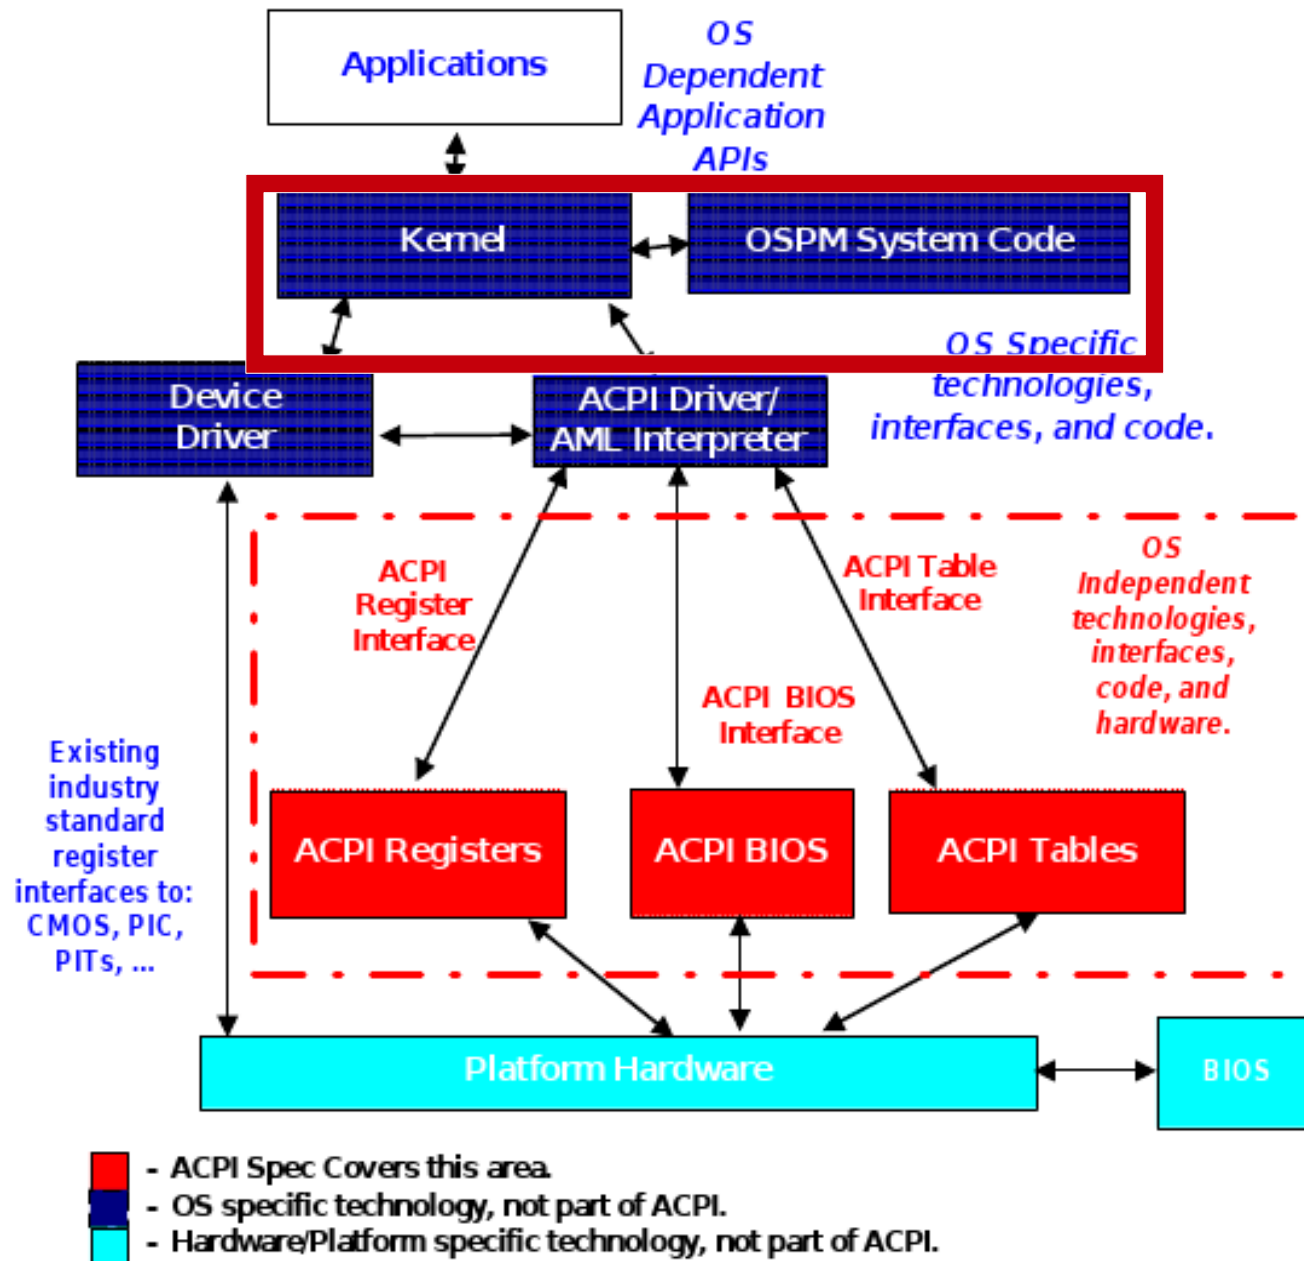 Applications
OS
Dependent
Application
APIs
Kernel
OSPM System Code
OS Specific
technologies,
interfaces, and code.
Device
Driver
ACPI Driver/
AML Interpreter
ACPI
Register
Interface
ACPI Table
Interface
OS
Independent
technologies,
interfaces,
code, and
hardware.
ACPI BIOS
Interface
Existing
industry
standard
register
interfaces to:
CMOS, PIC,
PITs, ...
ACPI Registers
ACPI BIOS
ACPI Tables
Platform Hardware
BIOS
- ACPI Spec Covers this area.
- OS specific technology, not part of ACPI.
- Hardware/Platform specific technology, not part of ACPI.